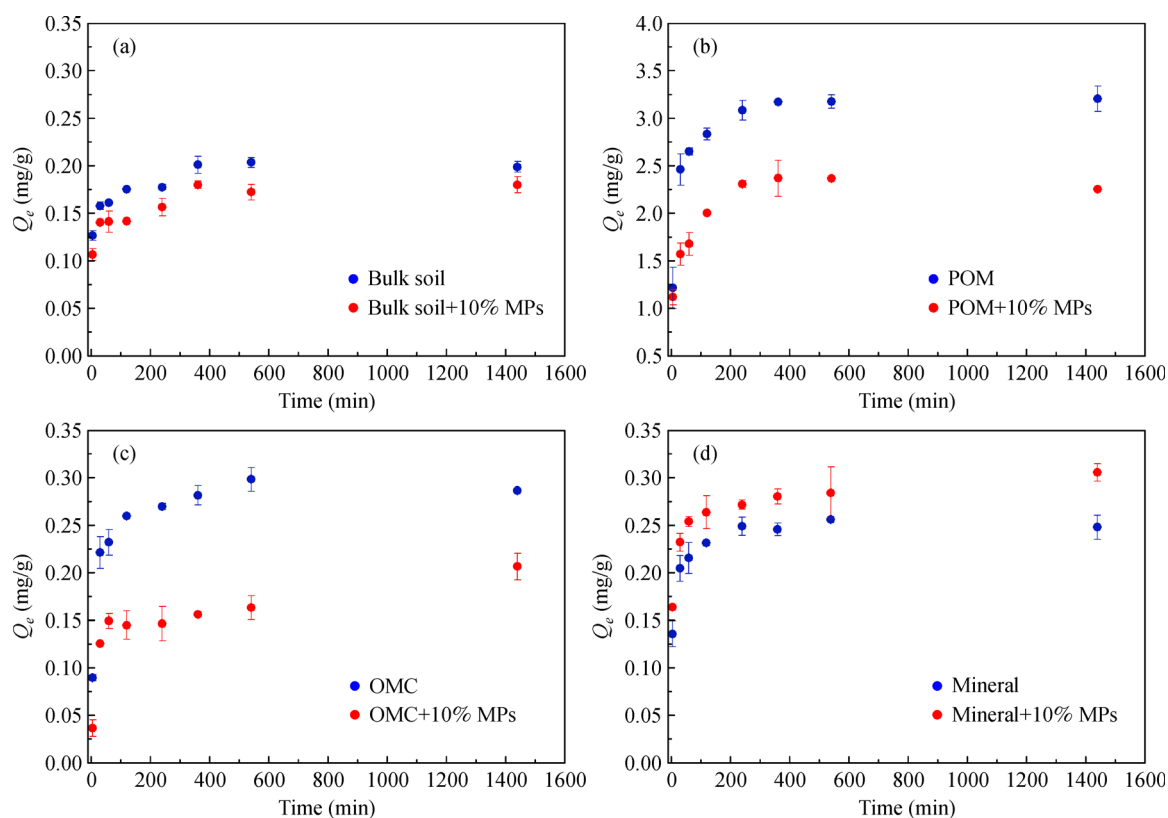 (a)
0.35
0.30
0.25
0.20
0.15
0.10
0.05
0.00
Qe (mg/g)
Bulk soil
Bulk soil+10% MPs
0 200 400 600 800 1000 1200 1400 1600
Time (min)
(b)
4.0
3.5
3.0
2.5
2.0
1.5
1.0
0.5
Qe (mg/g)
POM
POM+10% MPs
0 200 400 600 800 1000 1200 1400 1600
Time (min)
(c)
0.35
0.30
0.25
0.20
0.15
0.10
0.05
0.00
Qe (mg/g)
OMC
OMC+10% MPs
0 200 400 600 800 1000 1200 1400 1600
Time (min)
(d)
0.35
0.30
0.25
0.20
0.15
0.10
0.05
0.00
Qe (mg/g)
Mineral
Mineral+10% MPs
0 200 400 600 800 1000 1200 1400 1600
Time (min)